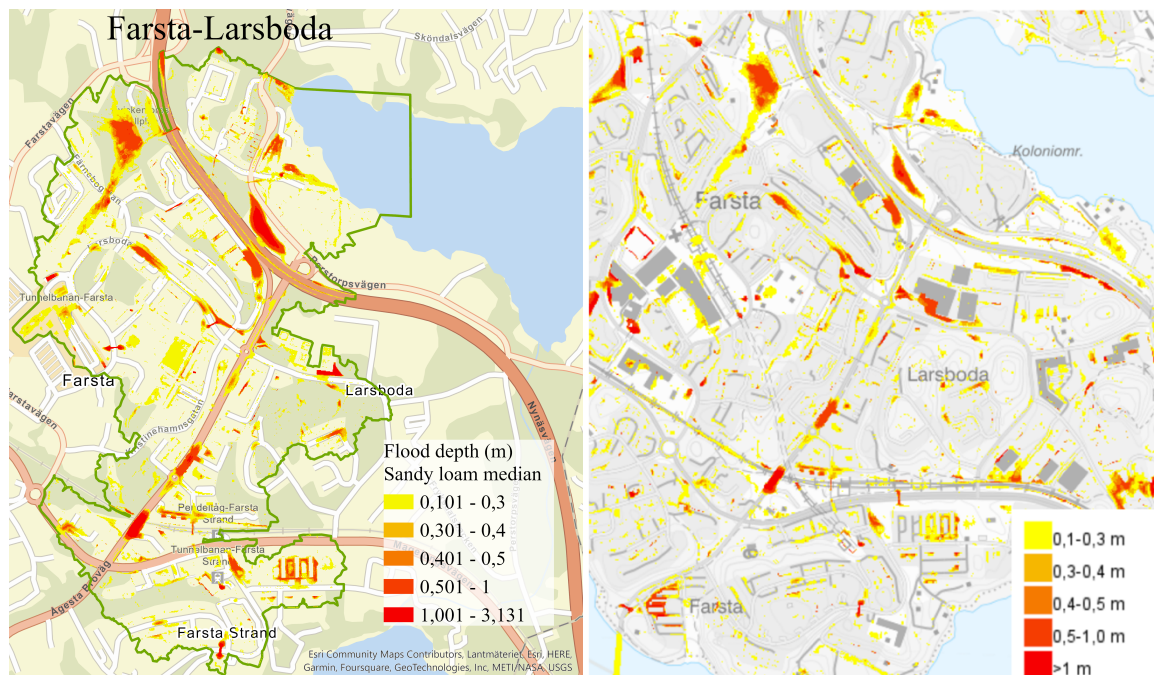 Farsta-Larsboda
Sköndalsvägen
Farstavägen
Färnebogatan
Tunnelbanan-Farsta
Perstorpsvägen
Farsta
Larsboda
Nynäsvägen
Pendeltåg-Farsta
Strand
Tunnelbanan-Farsta
Strand
Ågesta Broväg
Farsta Strand
Flood depth (m)
Sandy loam median
0,101 - 0,3
0,301 - 0,4
0,401 - 0,5
0,501 - 1
1,001 - 3,131
Esri Community Maps Contributors, Lantmäteriet, Esri, HERE,
Garmin, Foursquare, GeoTechnologies, Inc, METI/NASA, USGS
Koloniomr.
Farsta
Larsboda
Farsta
0,1-0,3 m
0,3-0,4 m
0,4-0,5 m
0,5-1,0 m
>1 m